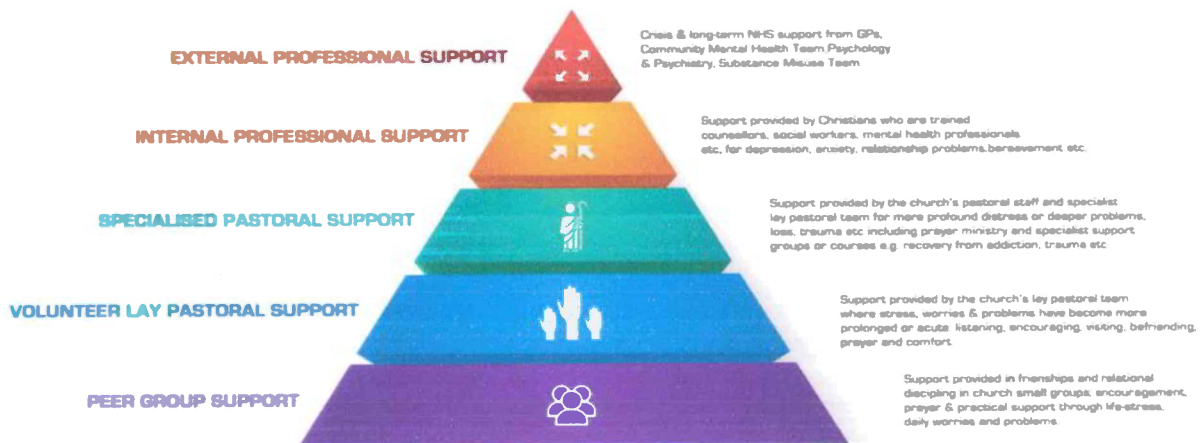 EXTERNAL PROFESSIONAL SUPPORT
Crisis & long-term NHS support from GPs,
Community Mental Health Team,Psychology
& Psychiatry, Substance Misuse Team
INTERNAL PROFESSIONAL SUPPORT
Support provided by Christians who are trained
counsellors, social workers, mental health professionals
etc, for depression, anxiety, relationship problems,bereavement etc.
SPECIALISED PASTORAL SUPPORT
Support provided by the church's pastoral staff and specialist
lay pastoral team for more profound distress or deeper problems,
loss, trauma etc including prayer ministry and specialist support
groups or courses e.g. recovery from addiction, trauma etc
VOLUNTEER LAY PASTORAL SUPPORT
Support provided by the church's lay pastoral team
where stress, worries & problems have become more
prolonged or acute: listening, encouraging, visiting, befriending,
prayer and comfort
PEER GROUP SUPPORT
Support provided in frienships and relational
discipling in church small groups; encouragement,
prayer & practical support through life-stress,
daily worries and problems.